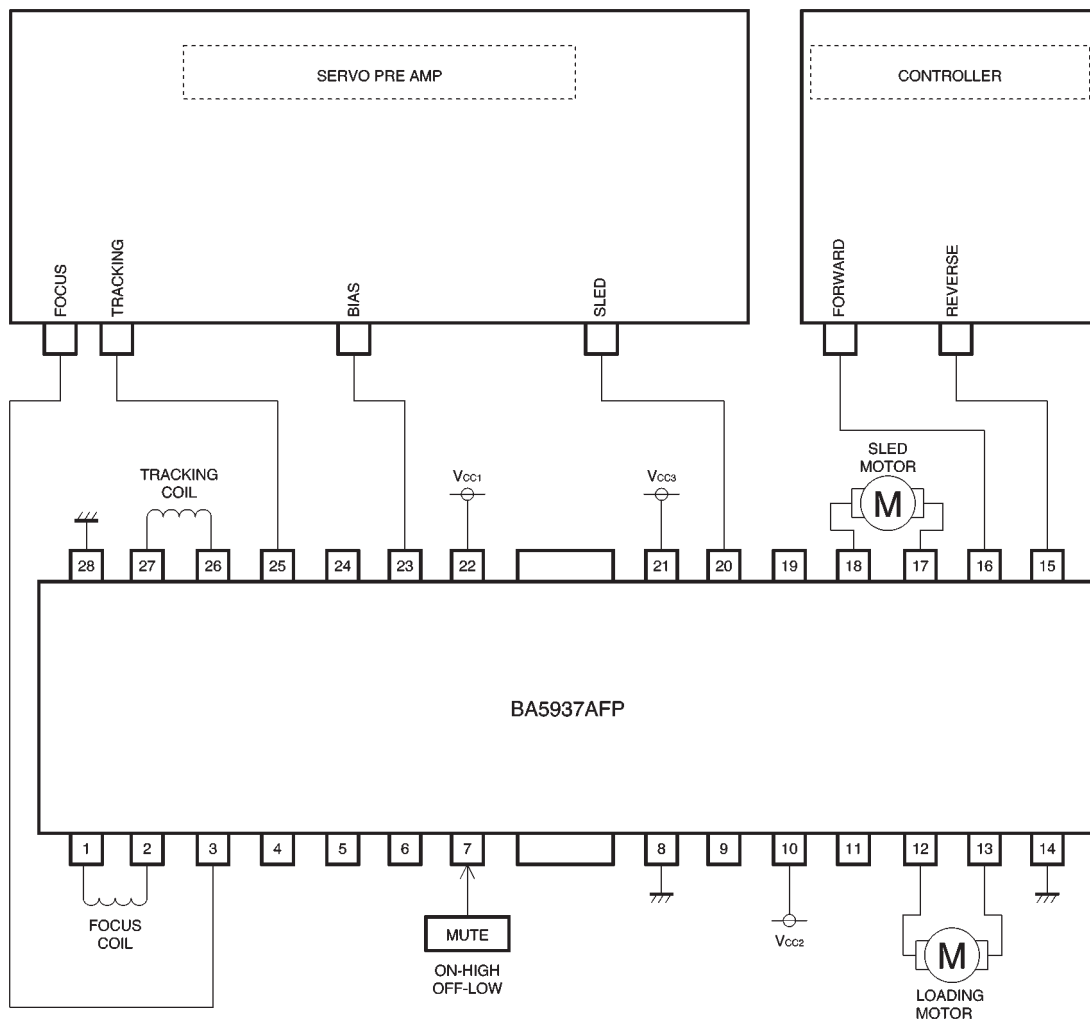 SERVO PRE AMP
CONTROLLER
FOCUS
TRACKING
BIAS
SLED
FORWARD
REVERSE
TRACKING
COIL
VCC1
VCC3
SLED
MOTOR
M
28
27
26
25
24
23
22
21
20
19
18
17
16
15
BA5937AFP
1
2
3
4
5
6
7
8
9
10
11
12
13
14
FOCUS
COIL
MUTE
ON-HIGH
OFF-LOW
VCC2
M
LOADING
MOTOR